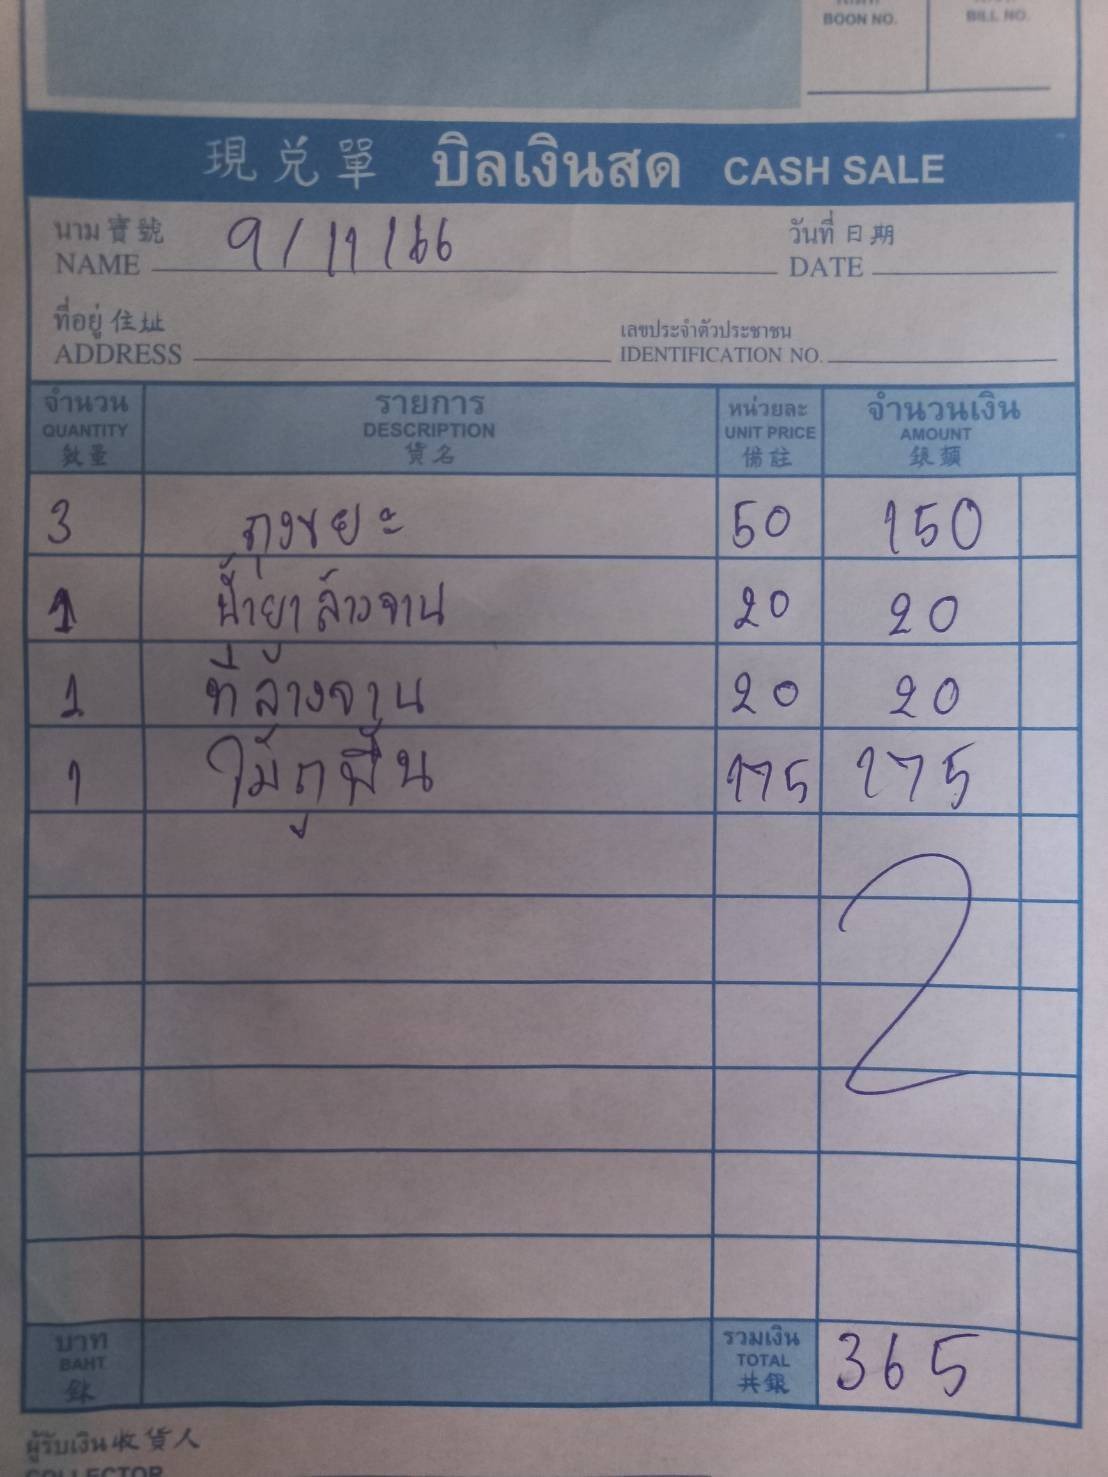 BOON NO. BILL NO.
現兌單 บิลเงินสด CASH SALE
นาม 寶號 9/11/66 วันที่ 日期
NAME DATE
ที่อยู่ 住址 เลขประจำตัวประชาชน
ADDRESS IDENTIFICATION NO.
จำนวน รายการ หน่วยละ จำนวนเงิน
QUANTITY DESCRIPTION UNIT PRICE AMOUNT
數量 貨名 備註 銀額
3 ถุงขยะ 50 150
1 น้ำยาล้างจาน 20 20
1 ที่ล้างจาน 20 20
1 ไม้ถูพื้น 175 175
2
บาท รวมเงิน 365
BAHT TOTAL
銖 共銀
ผู้รับเงิน 收貨人
COLLECTOR